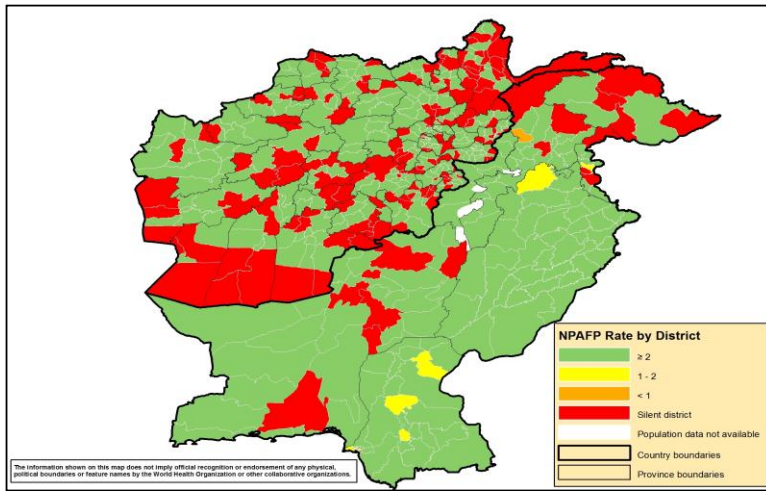 NPAFP Rate by District
≥ 2
1 - 2
< 1
Silent district
Population data not available
Country boundaries
Province boundaries
The information shown on this map does not imply official recognition or endorsement of any physical,
political boundaries or feature names by the World Health Organization or other collaborative organizations.